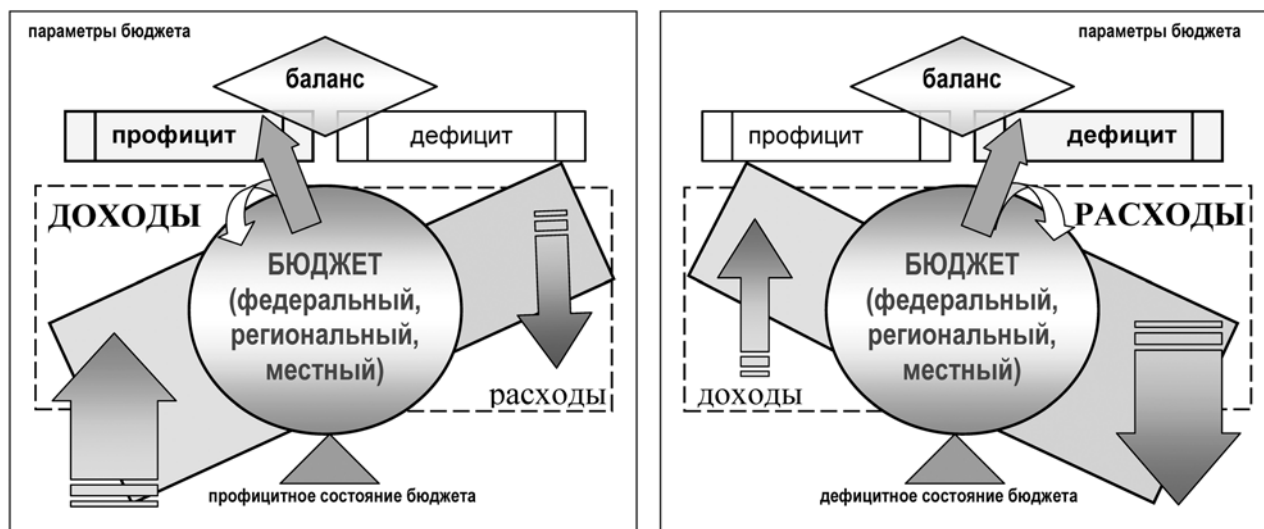 параметры бюджета
баланс
профицит
дефицит
ДОХОДЫ
БЮДЖЕТ
(федеральный,
региональный,
местный)
расходы
профицитное состояние бюджета
параметры бюджета
баланс
профицит
дефицит
РАСХОДЫ
БЮДЖЕТ
(федеральный,
региональный,
местный)
доходы
дефицитное состояние бюджета